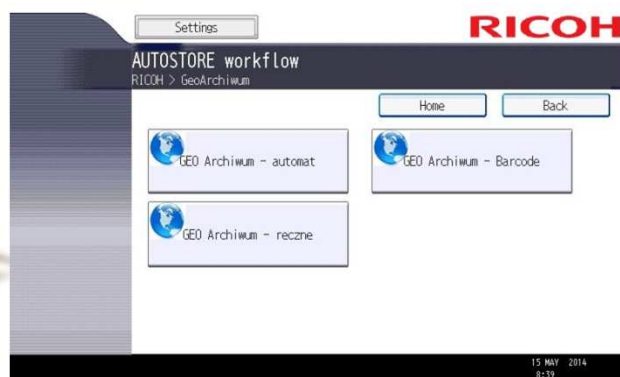 Settings
RICOH
AUTOSTORE workflow
RICOH > GeoArchiwum
Home
Back
GEO Archiwum - automat
GEO Archiwum - Barcode
GEO Archiwum - reczne
15 MAY 2014
8:39